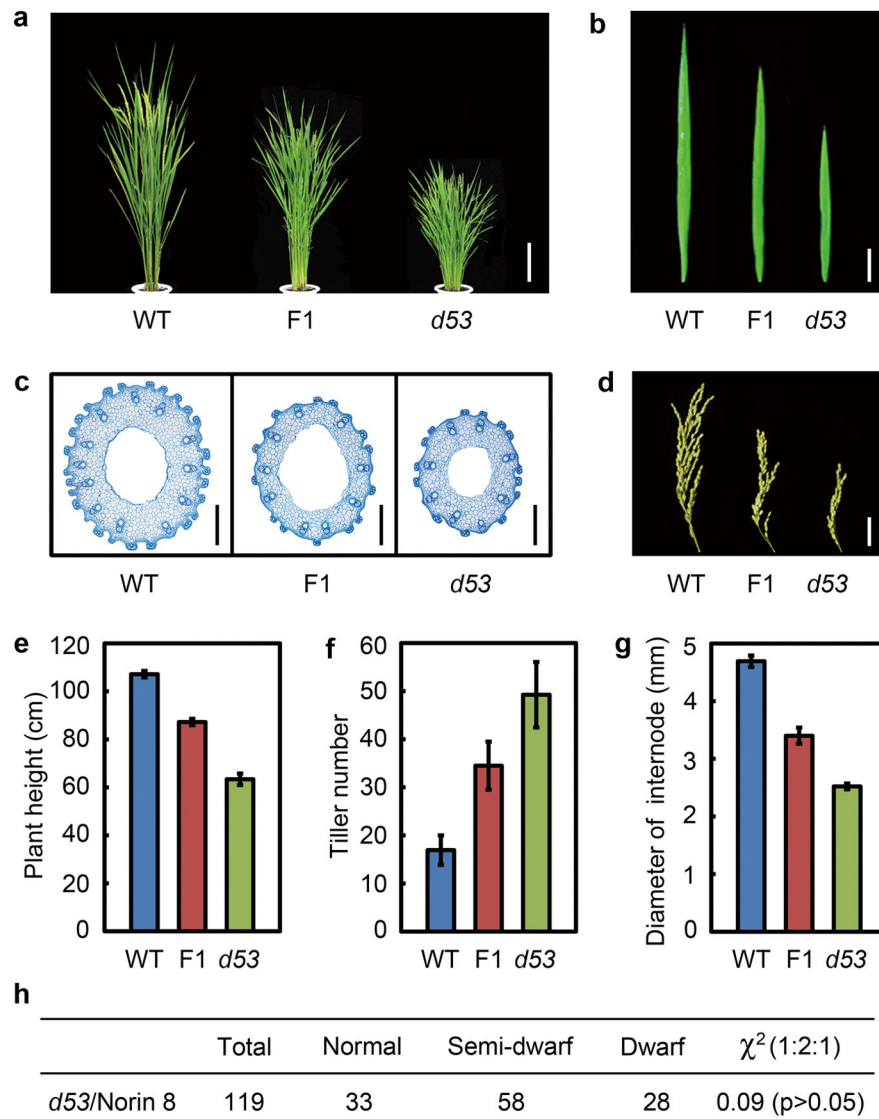 a
b
WT F1 d53
WT F1 d53
c
d
WT F1 d53
WT F1 d53
e
f
g
120
100
80
60
40
20
0
Plant height (cm)
WT F1 d53
60
50
40
30
20
10
0
Tiller number
WT F1 d53
5
4
3
2
1
0
Diameter of internode (mm)
WT F1 d53
h
Total Normal Semi-dwarf Dwarf χ² (1:2:1)
d53/Norin 8 119 33 58 28 0.09 (p>0.05)